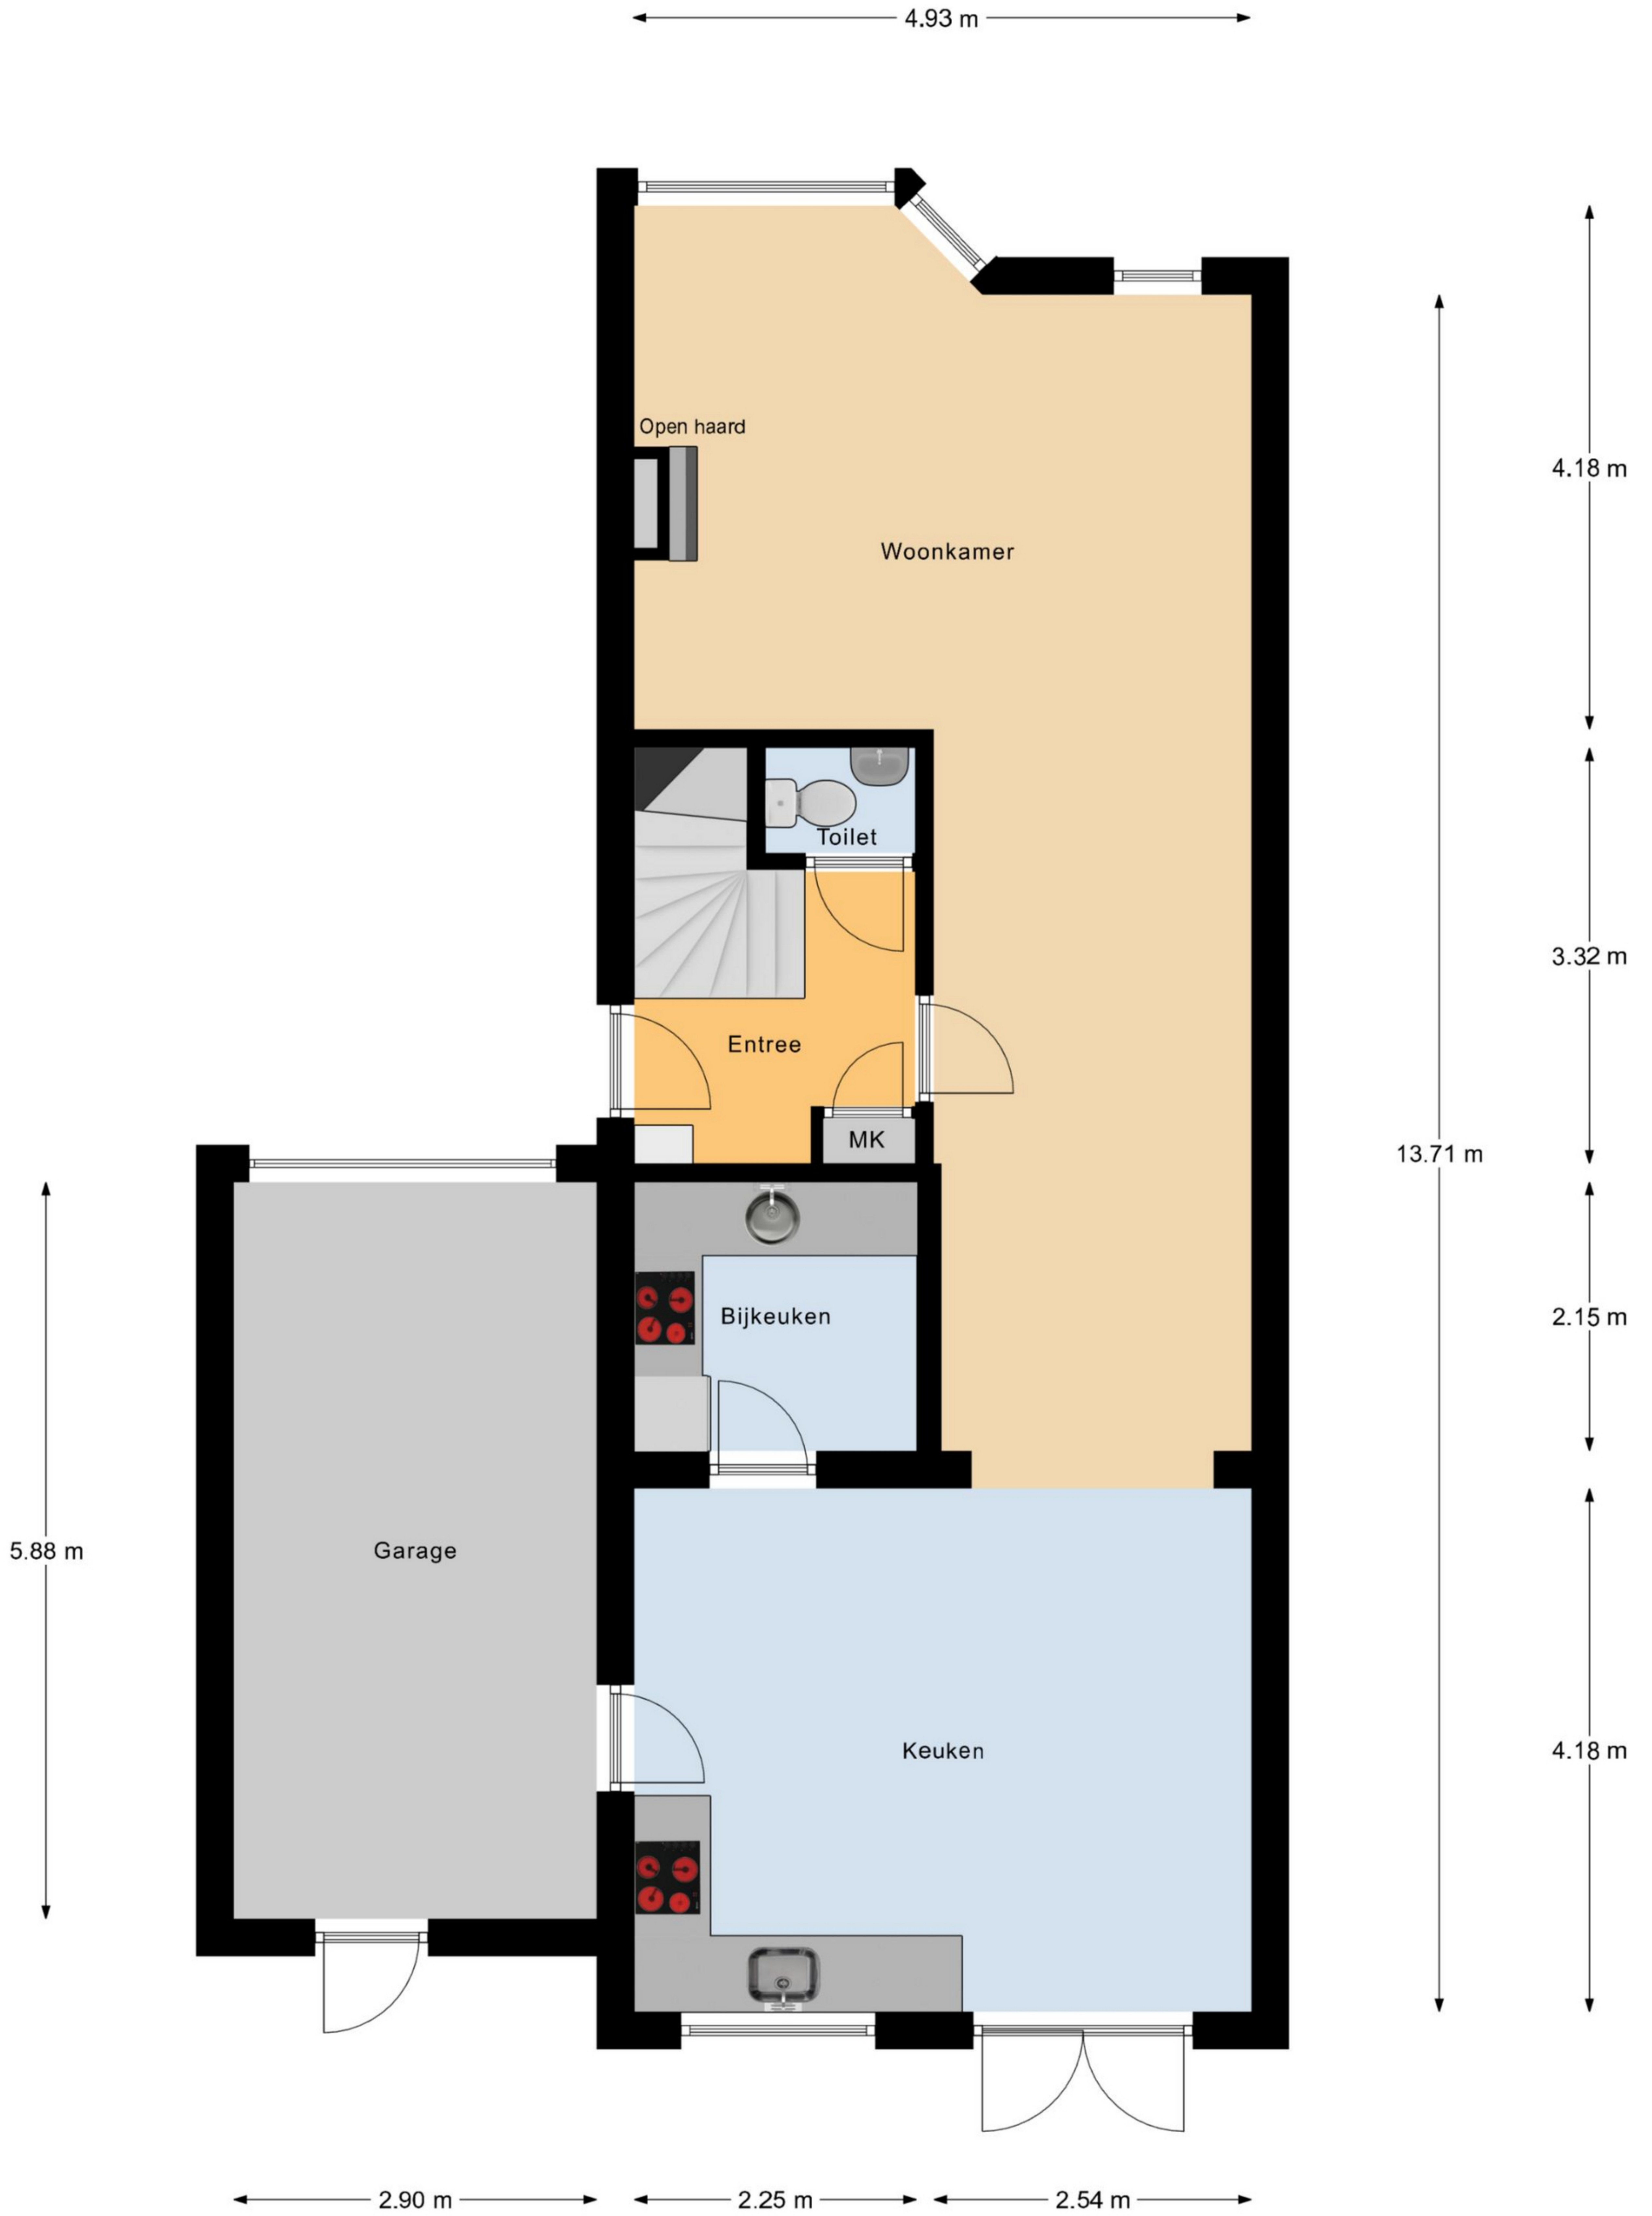 4.93 m
Open haard
4.18 m
Woonkamer
Toilet
3.32 m
Entree
MK
13.71 m
Bijkeuken
2.15 m
5.88 m
Garage
Keuken
4.18 m
2.90 m
2.25 m
2.54 m